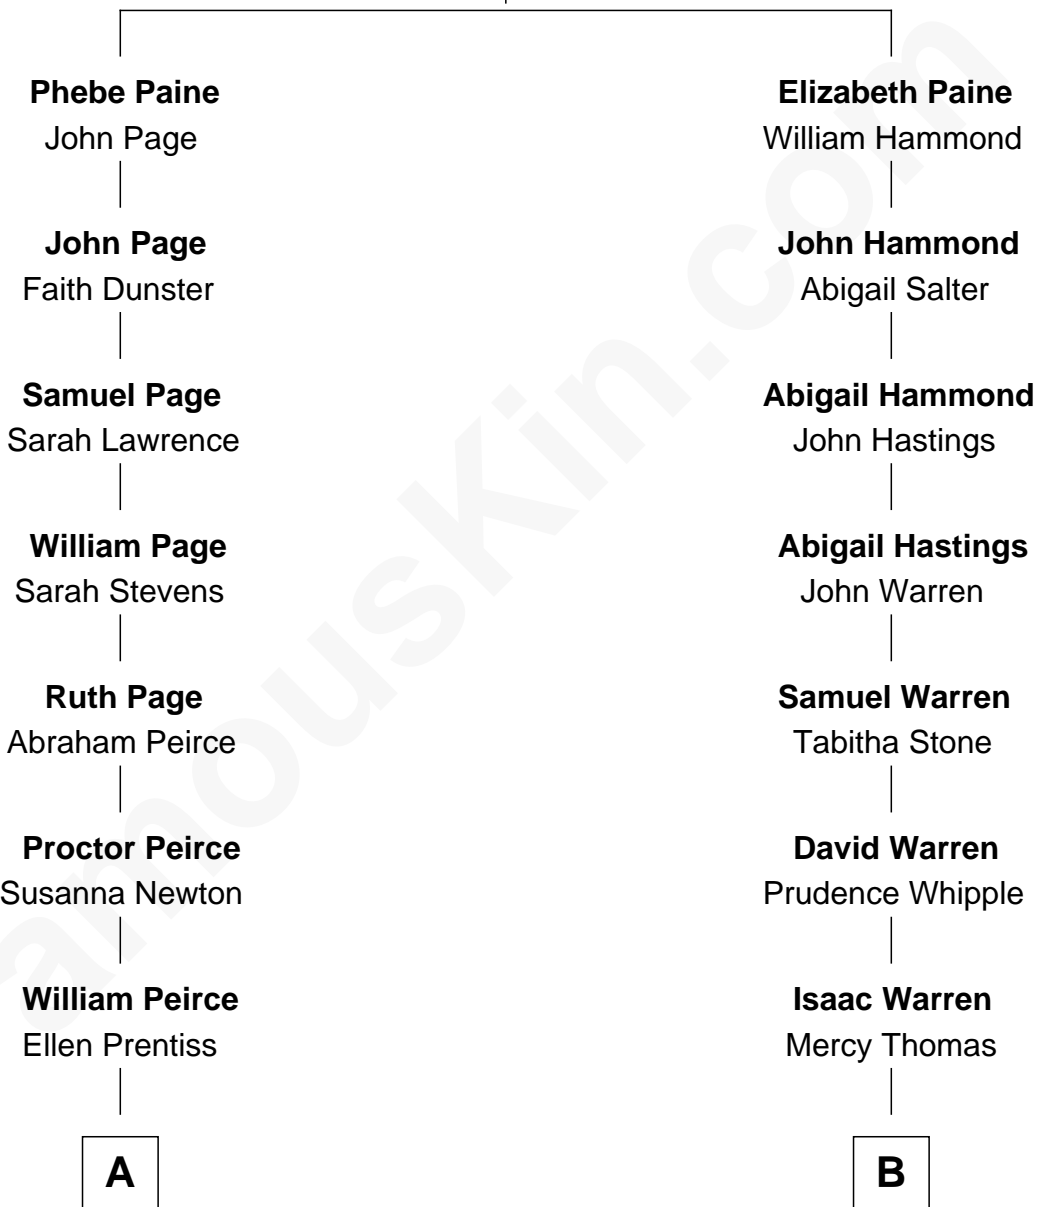 Phebe Paine
John Page
John Page
Faith Dunster
Samuel Page
Sarah Lawrence
William Page
Sarah Stevens
Ruth Page
Abraham Peirce
Proctor Peirce
Susanna Newton
William Peirce
Ellen Prentiss
A
Elizabeth Paine
William Hammond
John Hammond
Abigail Salter
Abigail Hammond
John Hastings
Abigail Hastings
John Warren
Samuel Warren
Tabitha Stone
David Warren
Prudence Whipple
Isaac Warren
Mercy Thomas
B
amousKin.com